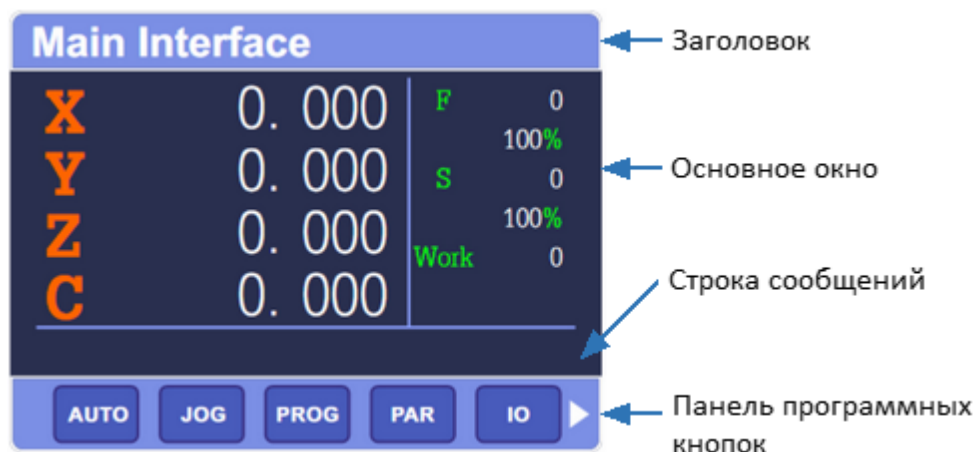 Main Interface
Заголовок
X 0. 000 F 0
100%
Основное окно
Y 0. 000 S 0
100%
Z 0. 000 Work 0
C 0. 000
Строка сообщений
AUTO JOG PROG PAR IO
Панель программных
кнопок